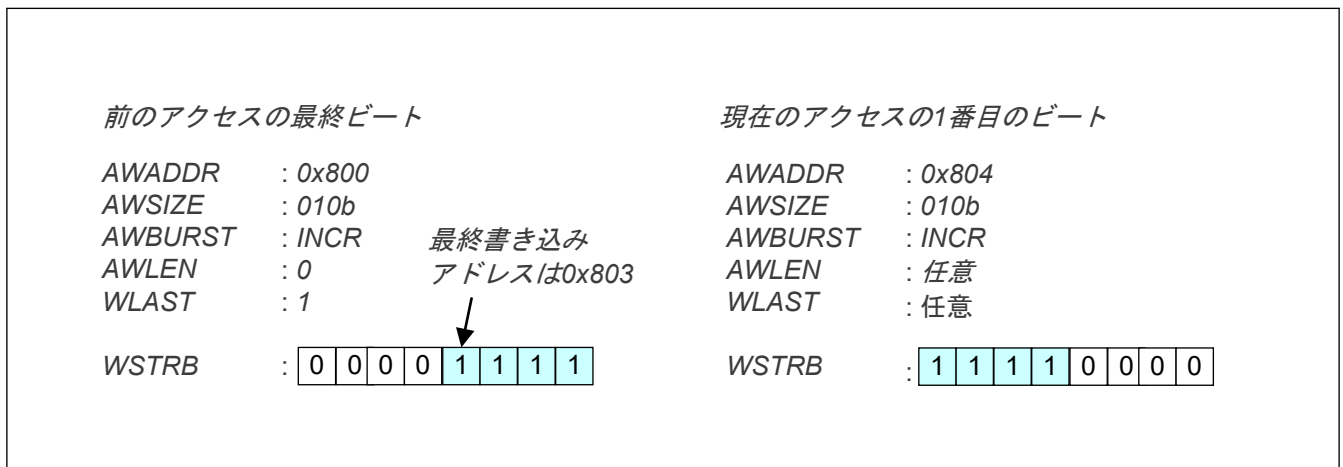 前のアクセスの最終ビート
AWADDR : 0x800
AWSIZE : 010b
AWBURST : INCR
AWLEN : 0
WLAST : 1
最終書き込み
アドレスは0x803
WSTRB : 0 0 0 0 1 1 1 1
現在のアクセスの1番目のビート
AWADDR : 0x804
AWSIZE : 010b
AWBURST : INCR
AWLEN : 任意
WLAST : 任意
WSTRB : 1 1 1 1 0 0 0 0